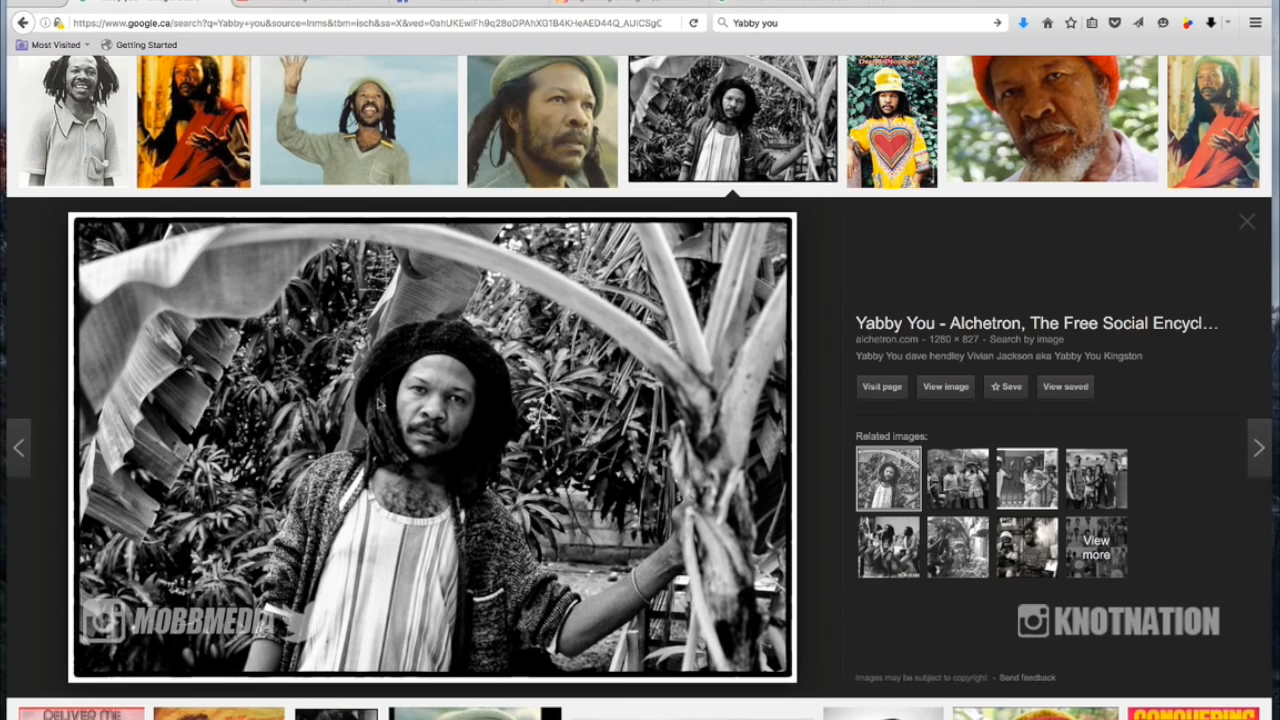 https://www.google.ca/search?q=Yabby+you&source=lnms&tbm=isch&sa=X&ved=0ahUKEwiFh9q28oDPAhXG1B4KHeAED44Q_AUICSgC
Yabby you
Most Visited
Getting Started
Yabby You - Alchetron, The Free Social Encycl…
alchetron.com - 1280 × 827 - Search by image
Yabby You dave hendley Vivian Jackson aka Yabby You Kingston
Visit page
View image
Save
View saved
Related images:
View more
MOBBMEDIA
KNOTNATION
Images may be subject to copyright. - Send feedback
DELIVER ME
CONQUERING